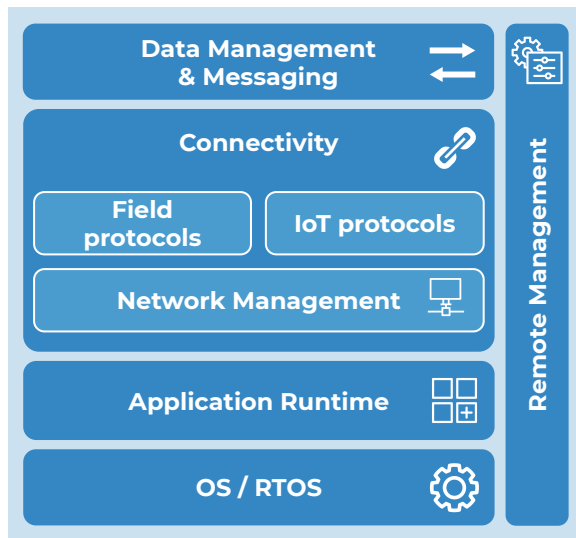 Data Management
& Messaging
Connectivity
Field
protocols
IoT protocols
Network Management
Application Runtime
OS / RTOS
Remote Management